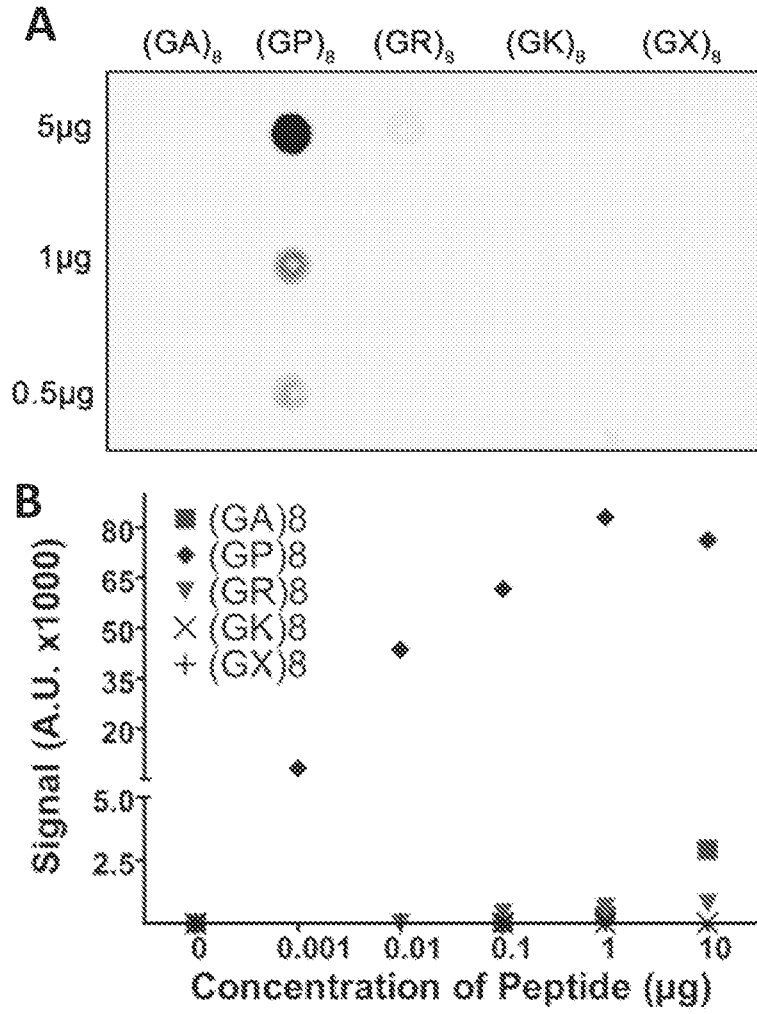 A
(GA)₈ (GP)₈ (GR)₈ (GK)₈ (GX)₈
5µg
1µg
0.5µg
B
Signal (A.U. x1000)
80
65
50
35
20
5.0
2.5
(GA)8
(GP)8
(GR)8
(GK)8
(GX)8
0 0.001 0.01 0.1 1 10
Concentration of Peptide (µg)